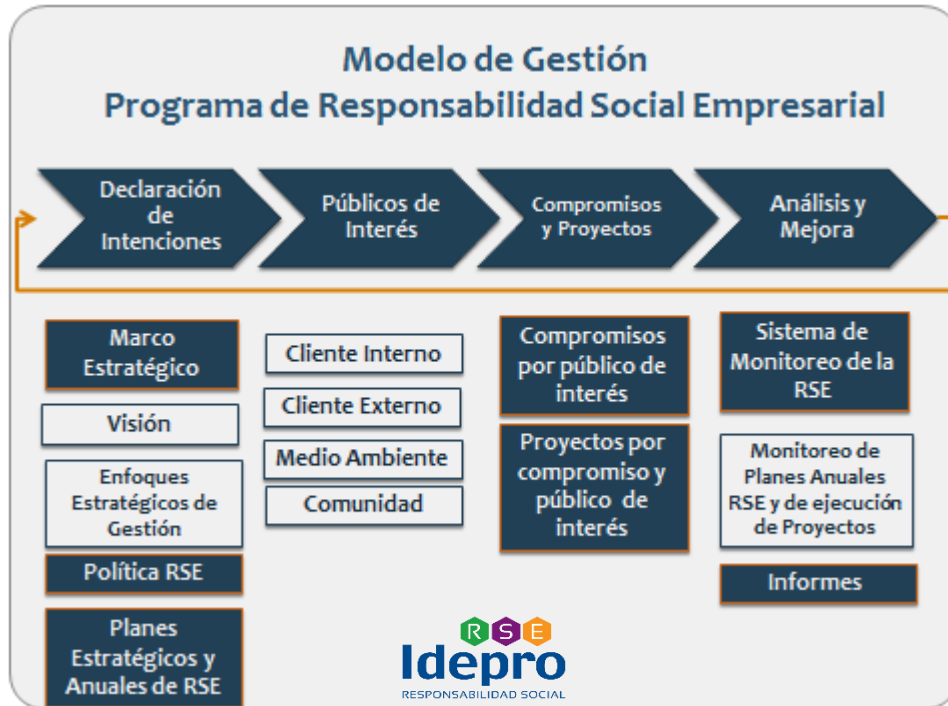 Modelo de Gestión
Programa de Responsabilidad Social Empresarial
Declaración
de
Intenciones
Públicos de
Interés
Compromisos
y Proyectos
Análisis y
Mejora
Marco
Estratégico
Visión
Enfoques
Estratégicos de
Gestión
Política RSE
Planes
Estratégicos y
Anuales de RSE
Cliente Interno
Cliente Externo
Medio Ambiente
Comunidad
Compromisos
por público de
interés
Proyectos por
compromiso y
público de
interés
Sistema de
Monitoreo de la
RSE
Monitoreo de
Planes Anuales
RSE y de ejecución
de Proyectos
Informes
RSE
Idepro
RESPONSABILIDAD SOCIAL